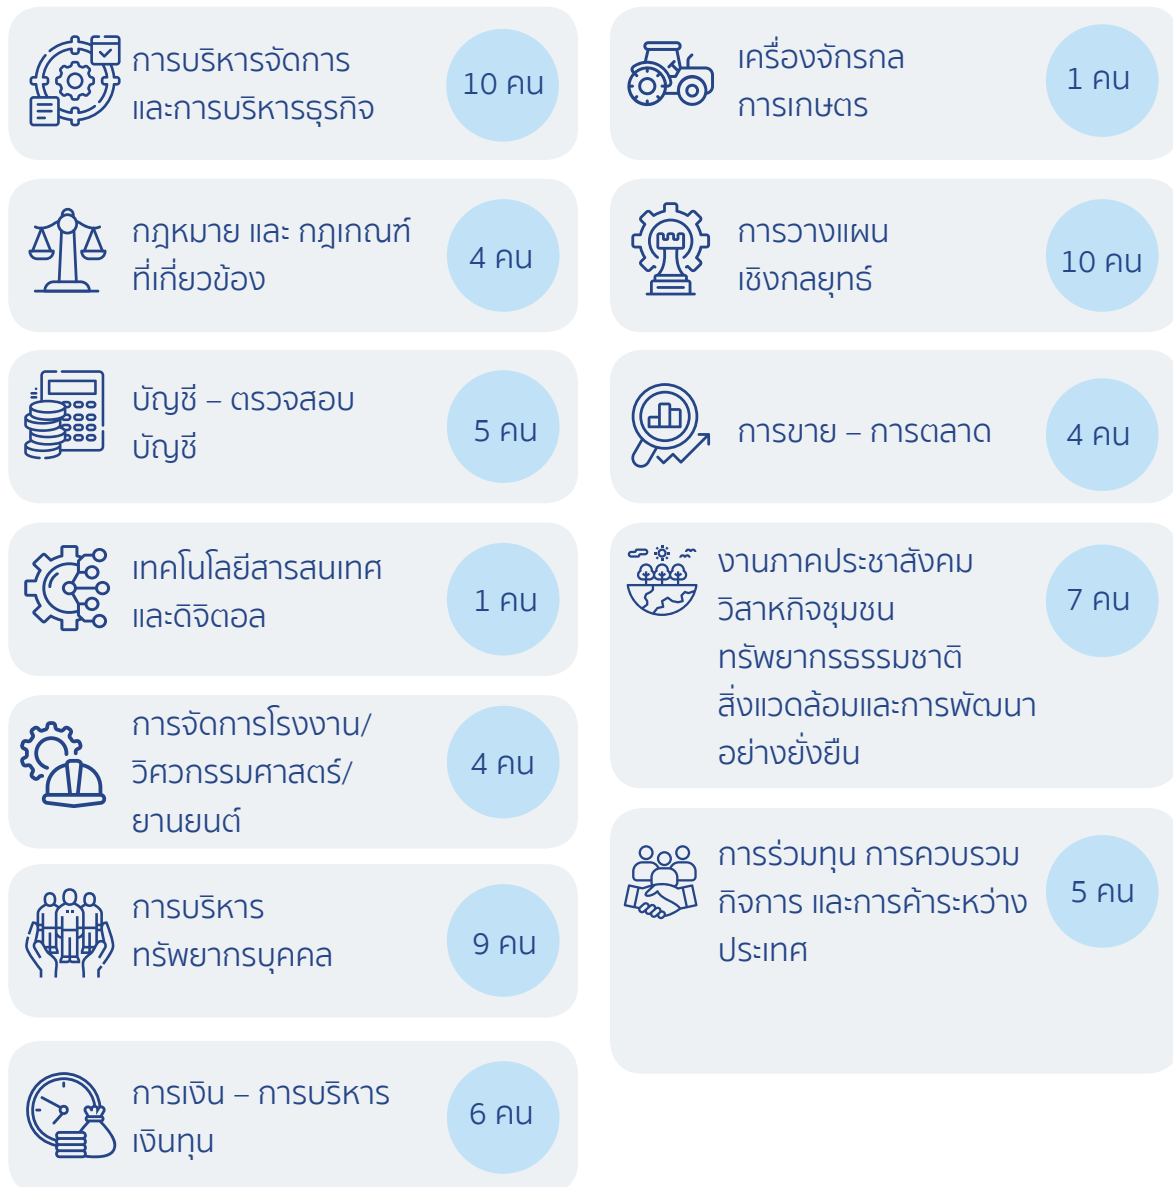 การบริหารจัดการ
และการบริหารธุรกิจ
10 คน
กฎหมาย และ กฎเกณฑ์
ที่เกี่ยวข้อง
4 คน
บัญชี – ตรวจสอบ
บัญชี
5 คน
เทคโนโลยีสารสนเทศ
และดิจิตอล
1 คน
การจัดการโรงงาน/
วิศวกรรมศาสตร์/
ยานยนต์
4 คน
การบริหาร
ทรัพยากรบุคคล
9 คน
การเงิน – การบริหาร
เงินทุน
6 คน
เครื่องจักรกล
การเกษตร
1 คน
การวางแผน
เชิงกลยุทธ์
10 คน
การขาย – การตลาด
4 คน
งานภาคประชาสังคม
วิสาหกิจชุมชน
ทรัพยากรธรรมชาติ
สิ่งแวดล้อมและการพัฒนา
อย่างยั่งยืน
7 คน
การร่วมทุน การควบรวม
กิจการ และการค้าระหว่าง
ประเทศ
5 คน